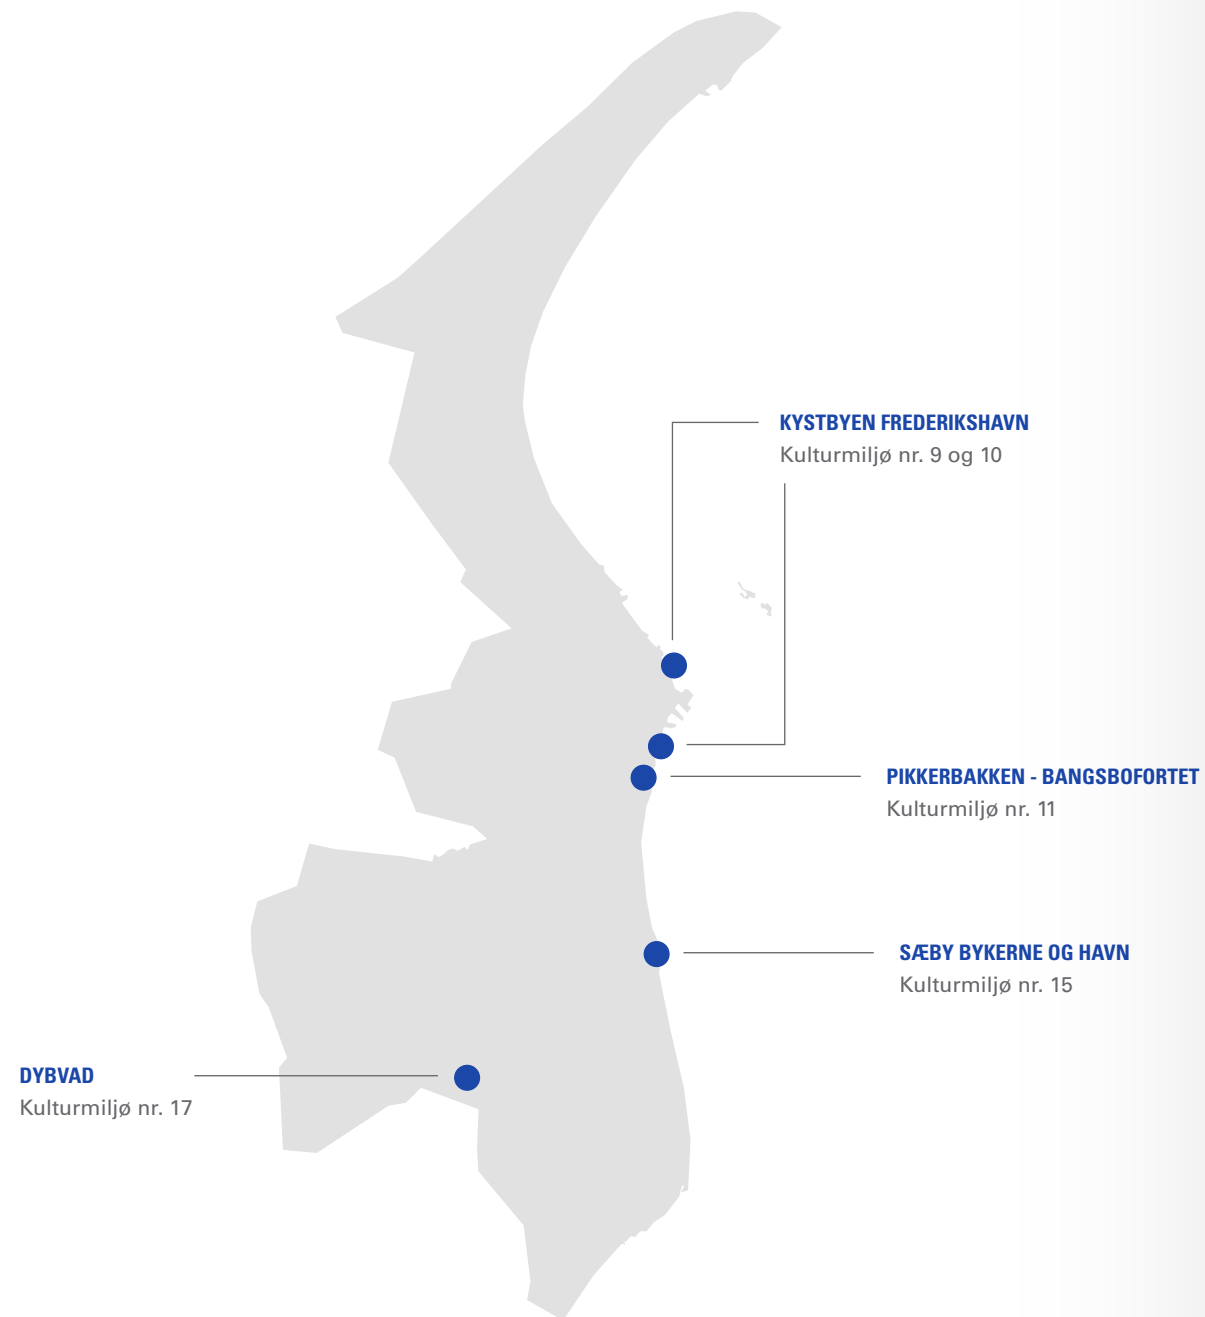 KYSTBYEN FREDERIKSHAVN
Kulturmiljø nr. 9 og 10
PIKKERBAKKEN - BANGSBOFORTET
Kulturmiljø nr. 11
SÆBY BYKERNE OG HAVN
Kulturmiljø nr. 15
DYBVAD
Kulturmiljø nr. 17